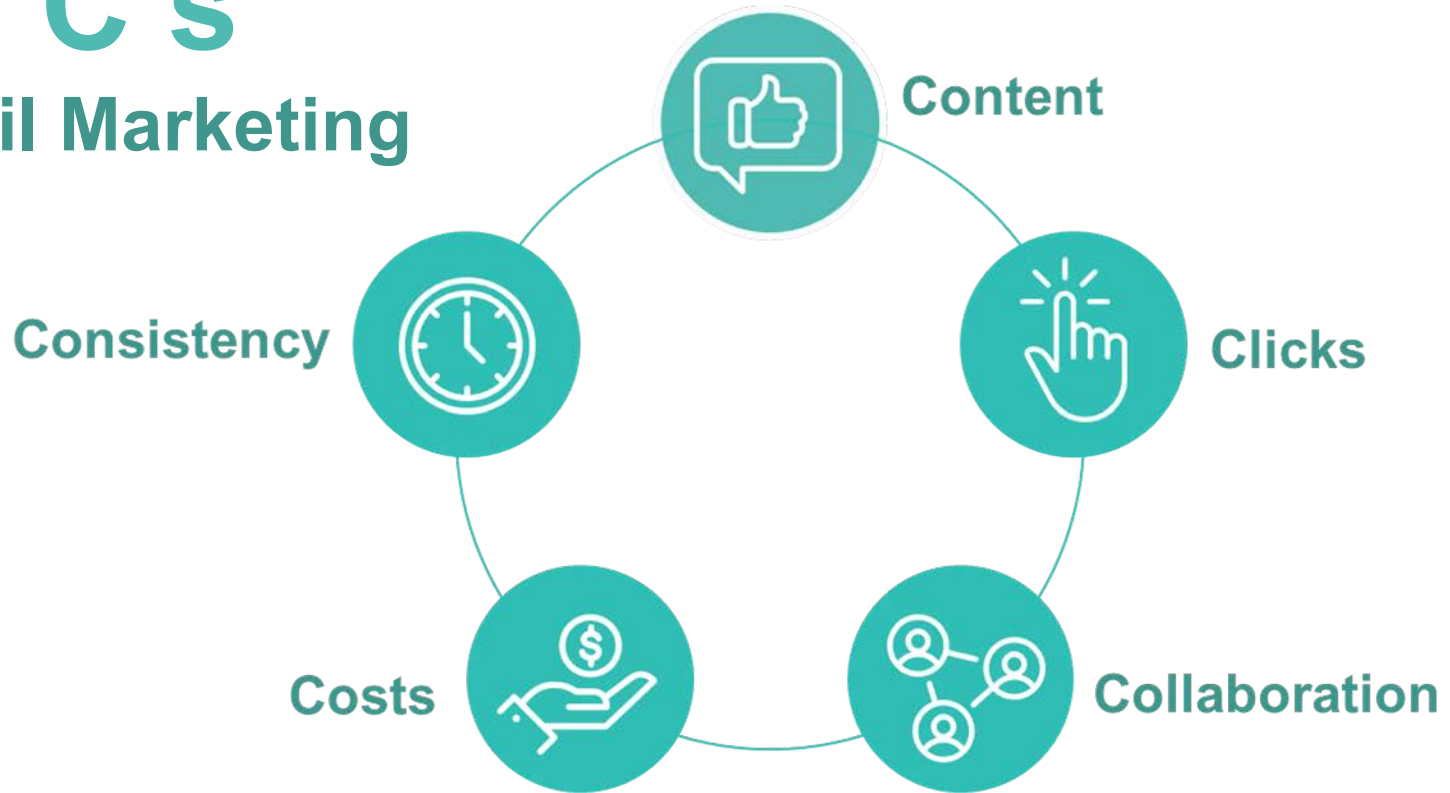 C's
il Marketing
Content
Consistency
Clicks
$
Costs
Collaboration